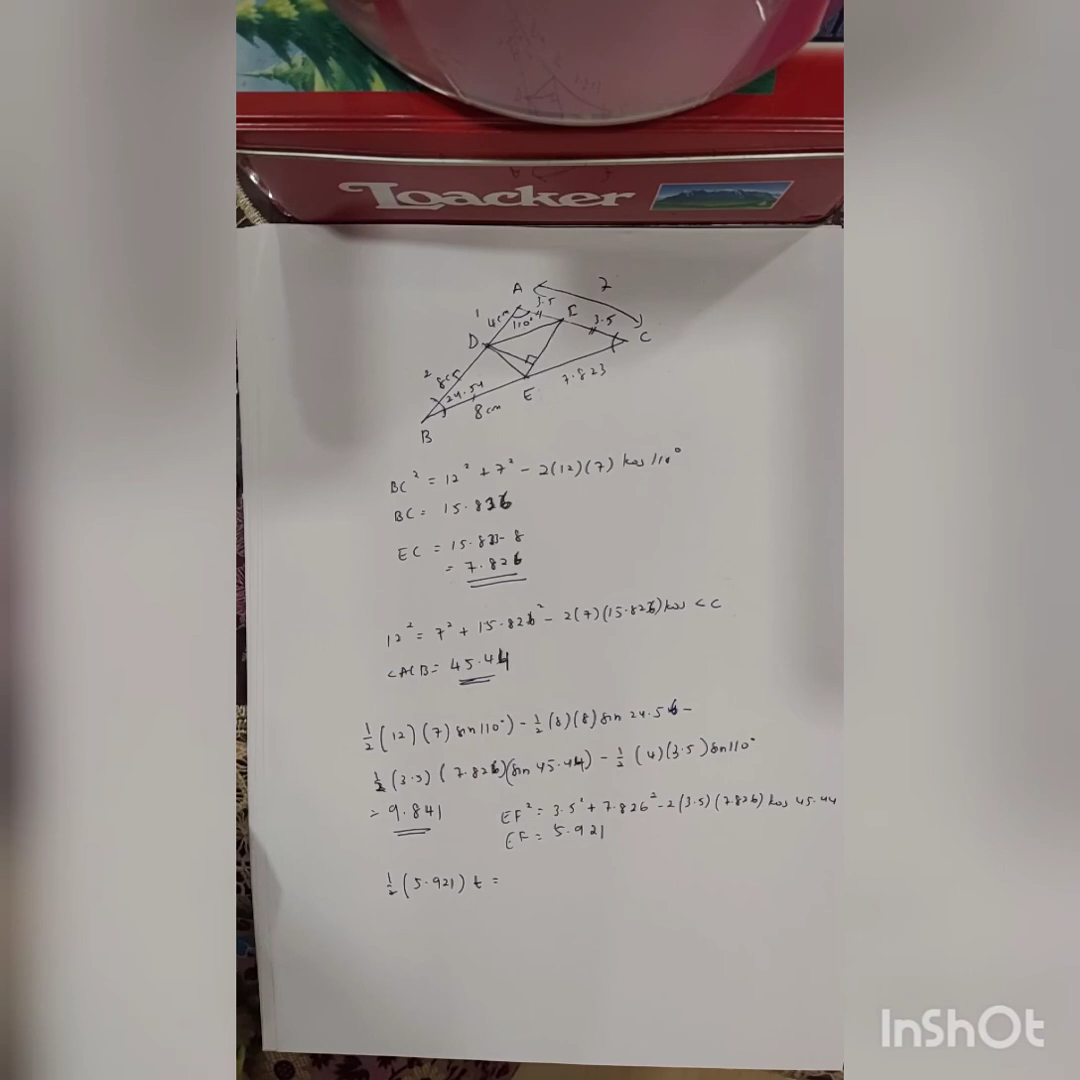 Loacker
A
7
3.5
1
4cm
110°
3.5
D
C
2
8cm
24.54
7.823
E
8cm
B
BC² = 12² + 7² - 2(12)(7) kos 110°
BC = 15.826
EC = 15.823 - 8
= 7.826
12² = 7² + 15.826² - 2(7)(15.826) kos <C
<ACB = 45.44
½(12)(7) sin 110°) - ½(8)(8) sin 24.56 -
½(3.5)(7.826)(sin 45.44) - ½(4)(3.5) sin 110°
= 9.841
EF² = 3.5² + 7.826² - 2(3.5)(7.826) kos 45.44
EF = 5.921
½(5.921) t =
InShOt